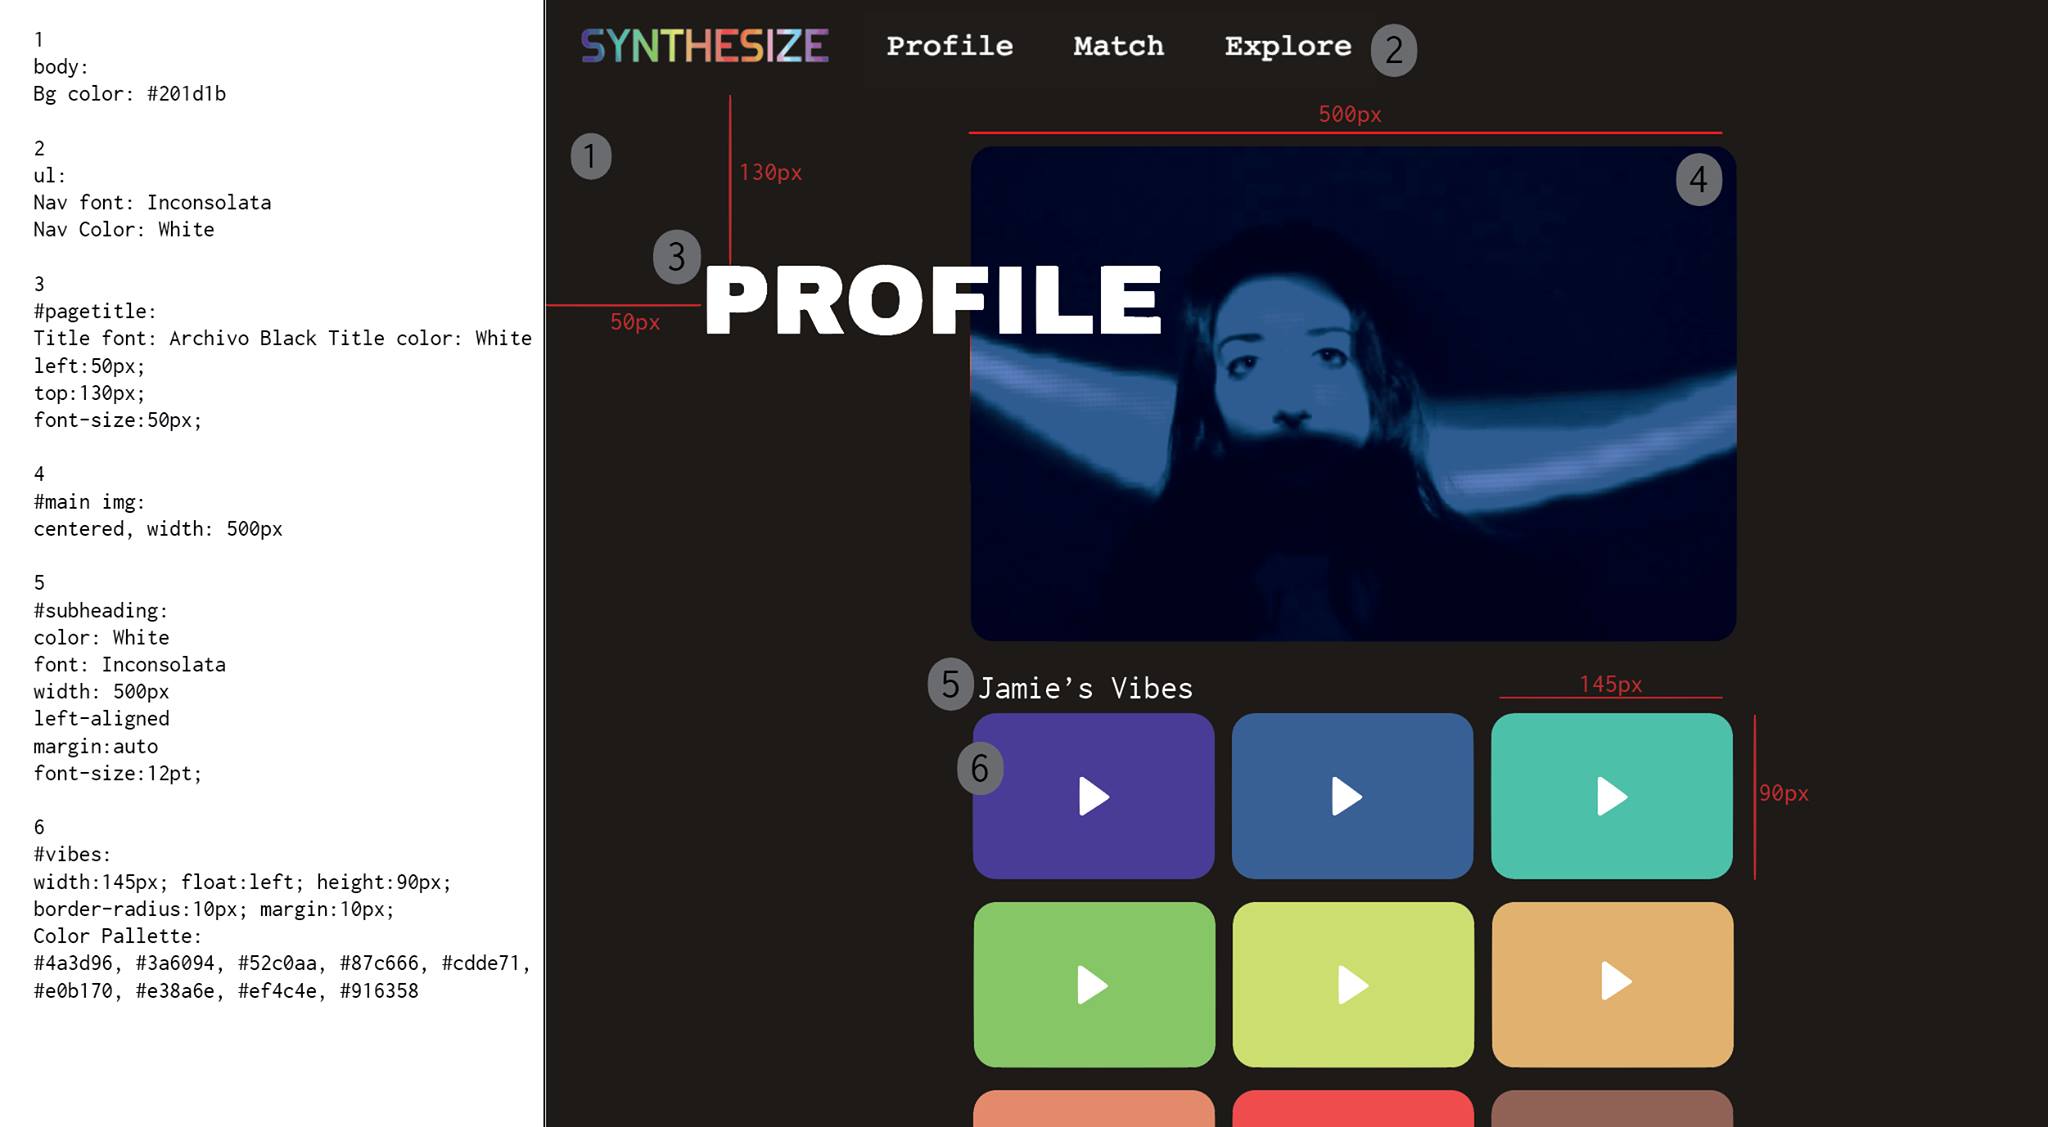 1
body:
Bg color: #201d1b
2
ul:
Nav font: Inconsolata
Nav Color: White
3
#pagetitle:
Title font: Archivo Black Title color: White
left:50px;
top:130px;
font-size:50px;
4
#main img:
centered, width: 500px
5
#subheading:
color: White
font: Inconsolata
width: 500px
left-aligned
margin:auto
font-size:12pt;
6
#vibes:
width:145px; float:left; height:90px;
border-radius:10px; margin:10px;
Color Pallette:
#4a3d96, #3a6094, #52c0aa, #87c666, #cdde71,
#e0b170, #e38a6e, #ef4c4e, #916358
SYNTHESIZE Profile Match Explore 2
500px
1
130px
4
3
PROFILE
50px
5 Jamie’s Vibes
145px
6
90px